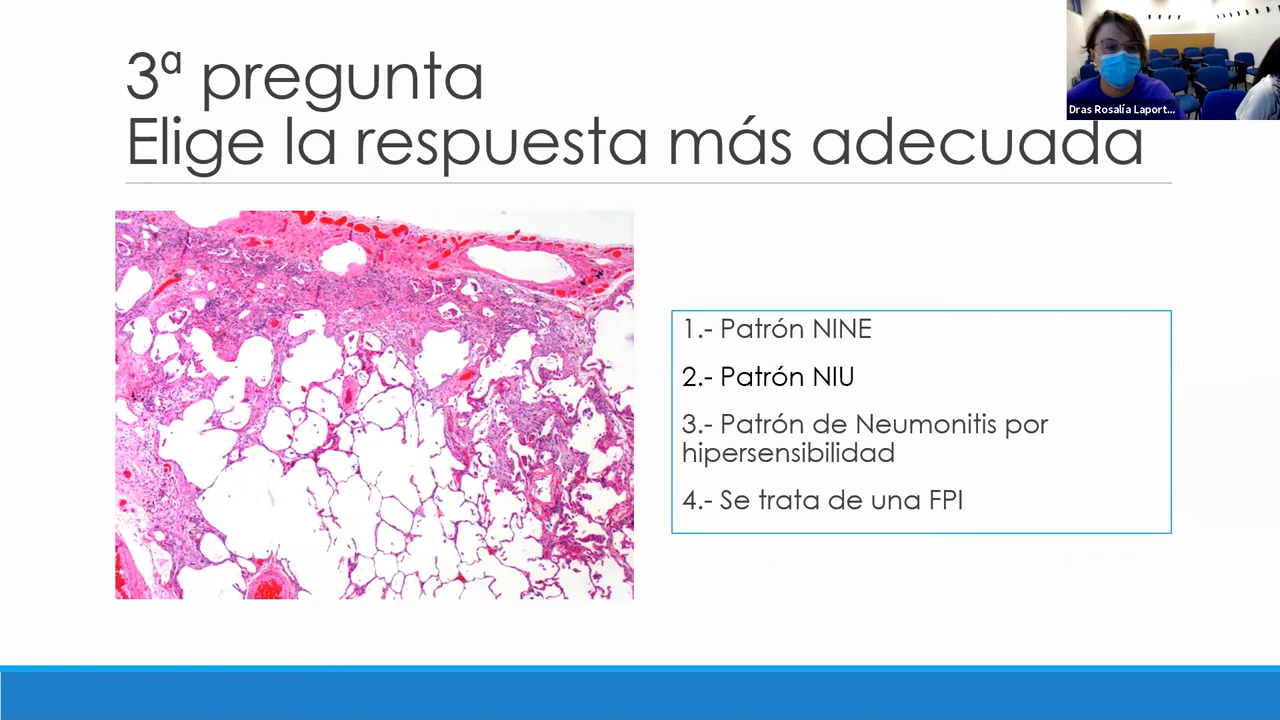 3ª pregunta
Elige la respuesta más adecuada
Dras Rosalía Laport...
1.- Patrón NINE
2.- Patrón NIU
3.- Patrón de Neumonitis por
hipersensibilidad
4.- Se trata de una FPI